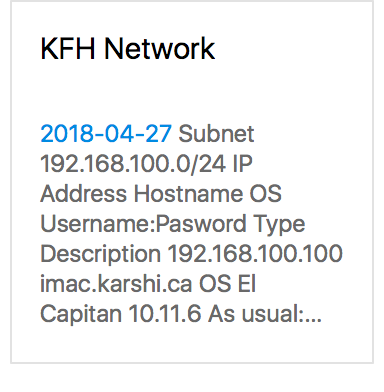 KFH Network
2018-04-27 Subnet
192.168.100.0/24 IP
Address Hostname OS
Username:Pasword Type
Description 192.168.100.100
imac.karshi.ca OS El
Capitan 10.11.6 As usual:...